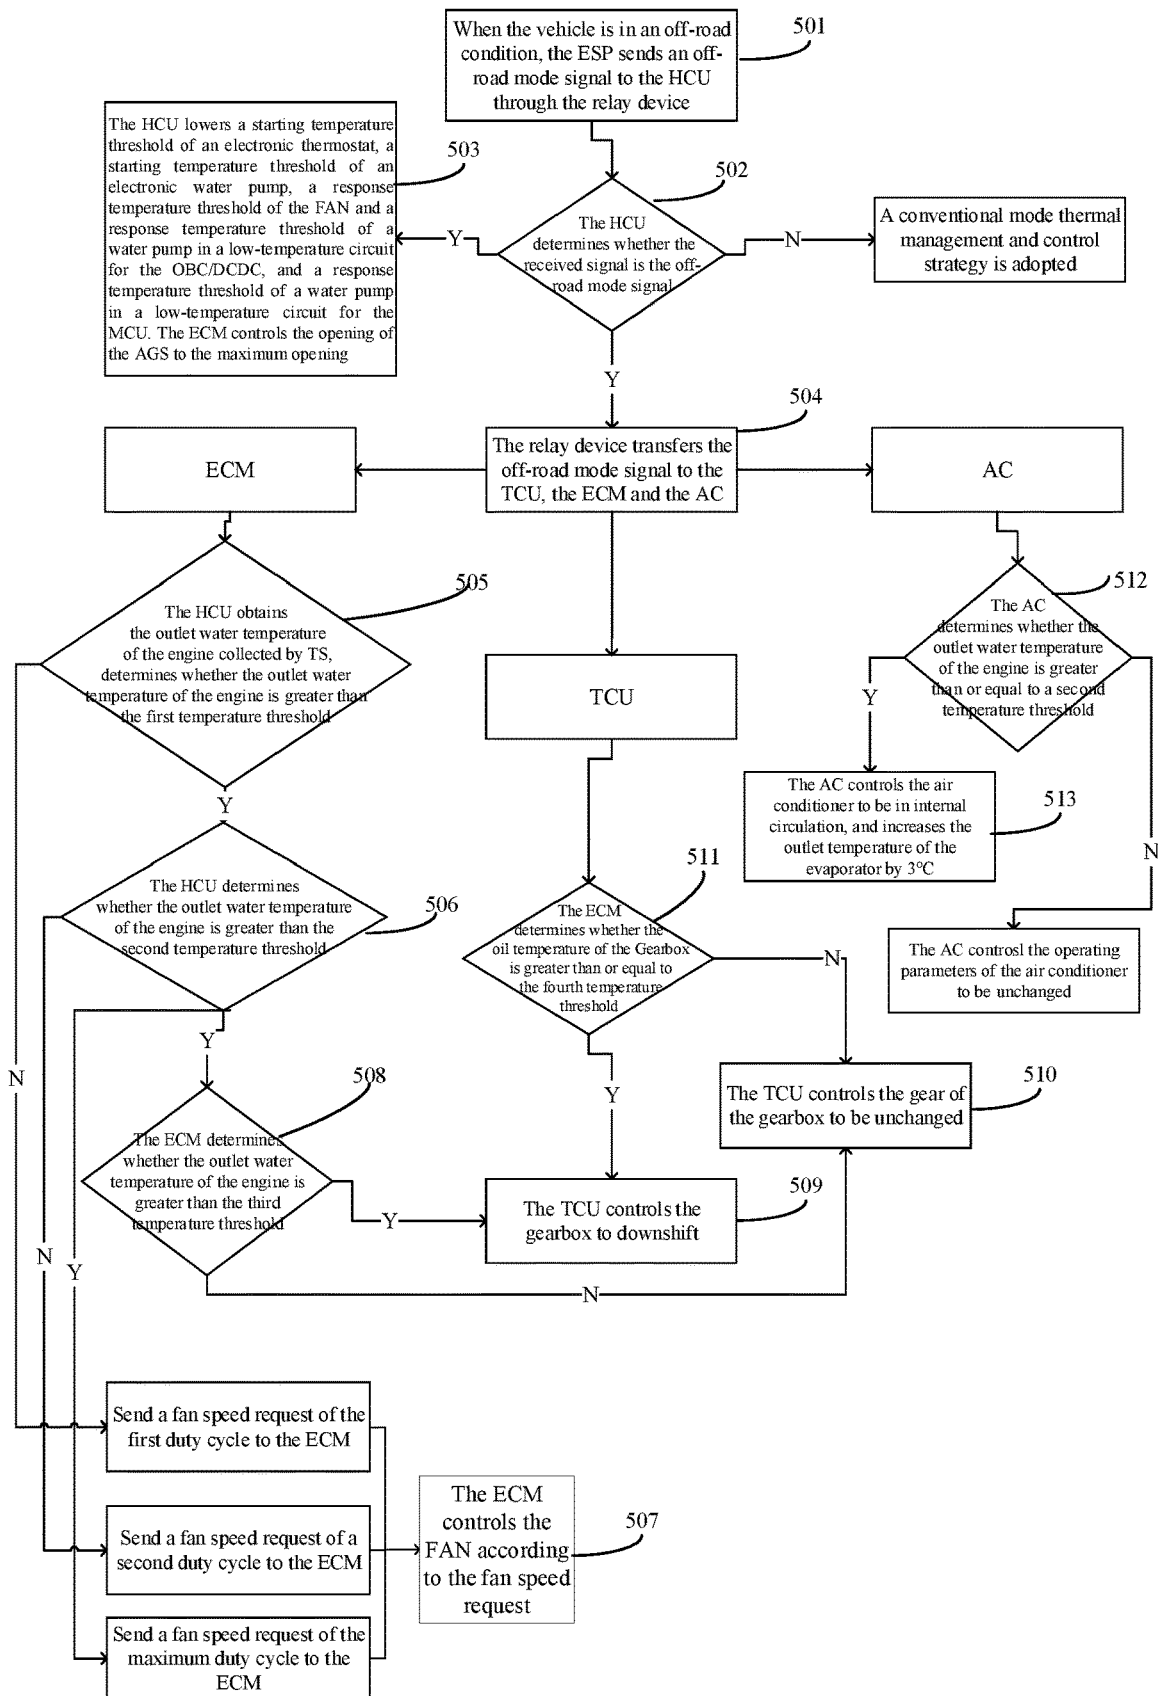 When the vehicle is in an off-road
condition, the ESP sends an off-
road mode signal to the HCU
through the relay device
501
The HCU lowers a starting temperature
threshold of an electronic thermostat, a
starting temperature threshold of an
electronic water pump, a response
temperature threshold of the FAN and a
response temperature threshold of a
water pump in a low-temperature circuit
for the OBC/DCDC, and a response
temperature threshold of a water pump
in a low-temperature circuit for the
MCU. The ECM controls the opening of
the AGS to the maximum opening
503
502
The HCU
determines whether the
received signal is the off-
road mode signal
Y
N
A conventional mode thermal
management and control
strategy is adopted
Y
504
ECM
The relay device transfers the
off-road mode signal to the
TCU, the ECM and the AC
AC
505
The HCU obtains
the outlet water temperature
of the engine collected by TS,
determines whether the outlet water
temperature of the engine is greater than
the first temperature threshold
512
The AC
determines whether the
outlet water temperature
of the engine is greater
than or equal to a second
temperature threshold
TCU
Y
Y
The AC controls the air
conditioner to be in internal
circulation, and increases the
outlet temperature of the
evaporator by 3°C
513
N
The HCU determines
whether the outlet water temperature
of the engine is greater than the
second temperature threshold
506
511
The ECM
determines whether the
oil temperature of the Gearbox
is greater than or equal to
the fourth temperature
threshold
N
The AC controsl the operating
parameters of the air conditioner
to be unchanged
Y
N
508
Y
The TCU controls the gear of
the gearbox to be unchanged
510
The ECM determines
whether the outlet water
temperature of the engine is
greater than the third
temperature threshold
Y
The TCU controls the
gearbox to downshift
509
N
Y
N
Send a fan speed request of the
first duty cycle to the ECM
Send a fan speed request of a
second duty cycle to the ECM
Send a fan speed request of the
maximum duty cycle to the
ECM
The ECM
controls the
FAN according
to the fan speed
request
507